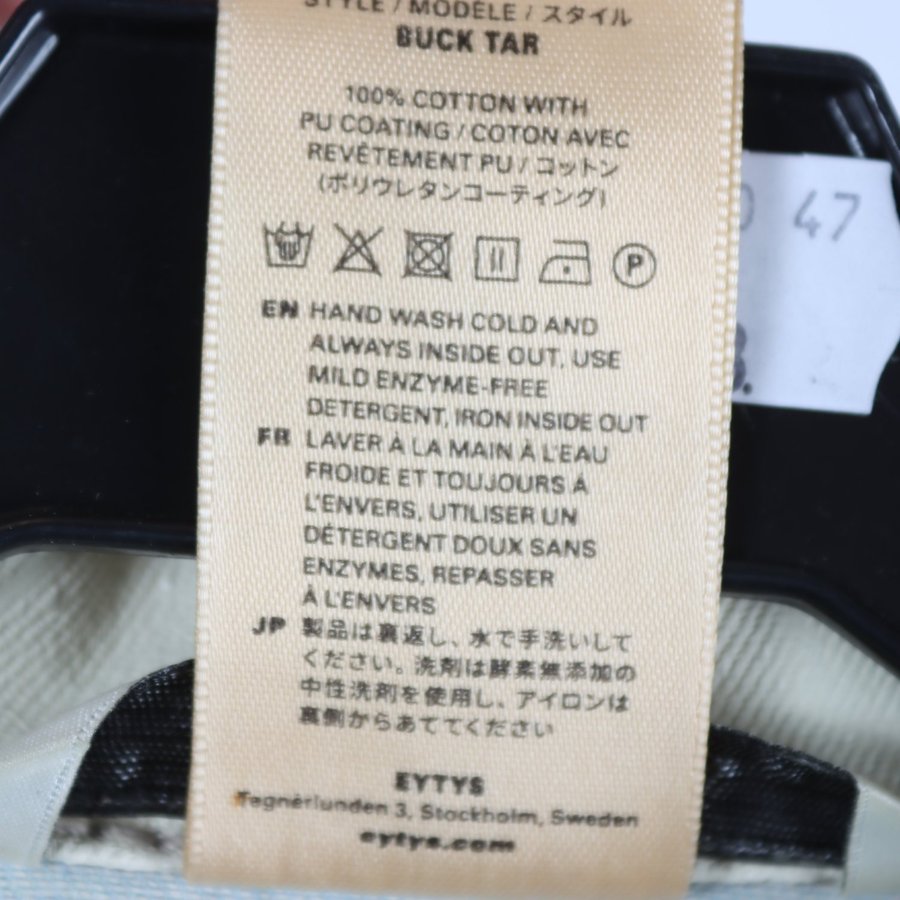 STYLE / MODÈLE / スタイル
BUCK TAR
100% COTTON WITH
PU COATING / COTON AVEC
REVÊTEMENT PU / コットン
(ポリウレタンコーティング)
P
EN HAND WASH COLD AND
ALWAYS INSIDE OUT, USE
MILD ENZYME-FREE
DETERGENT, IRON INSIDE OUT
FR LAVER À LA MAIN À L'EAU
FROIDE ET TOUJOURS À
L'ENVERS, UTILISER UN
DÉTERGENT DOUX SANS
ENZYMES, REPASSER
À L'ENVERS
JP 製品は裏返し、水で手洗いして
ください。洗剤は酵素無添加の
中性洗剤を使用し、アイロンは
裏側からあててください
EYTYS
Tegnérlunden 3, Stockholm, Sweden
eytys.com
47